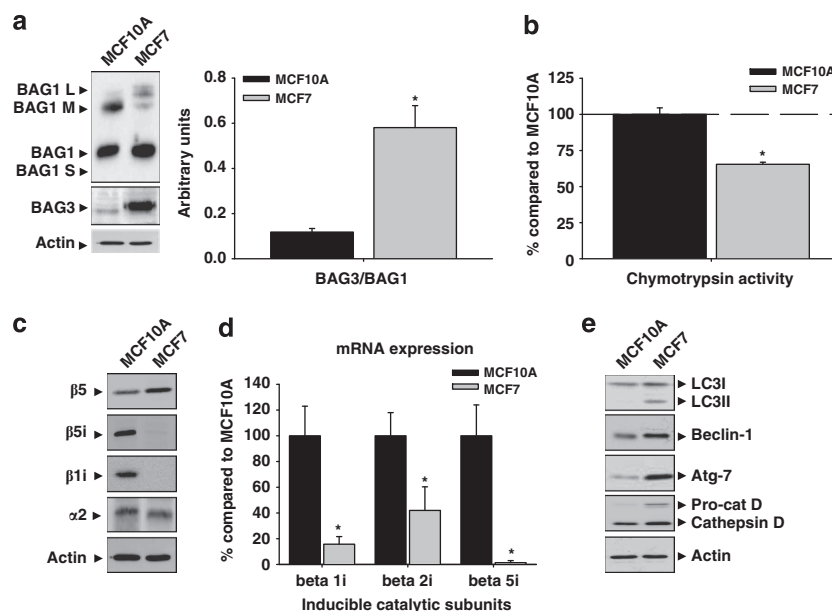 a
MCF10A
MCF7
BAG1 L
BAG1 M
BAG1
BAG1 S
BAG3
Actin
Arbitrary units
0.8
0.6
0.4
0.2
0.0
MCF10A
MCF7
*
BAG3/BAG1
b
% compared to MCF10A
125
100
75
50
25
0
MCF10A
MCF7
*
Chymotrypsin activity
c
MCF10A
MCF7
β5
β5i
β1i
α2
Actin
d
mRNA expression
% compared to MCF10A
140
120
100
80
60
40
20
0
MCF10A
MCF7
*
*
*
beta 1i beta 2i beta 5i
Inducible catalytic subunits
e
MCF10A
MCF7
LC3I
LC3II
Beclin-1
Atg-7
Pro-cat D
Cathepsin D
Actin